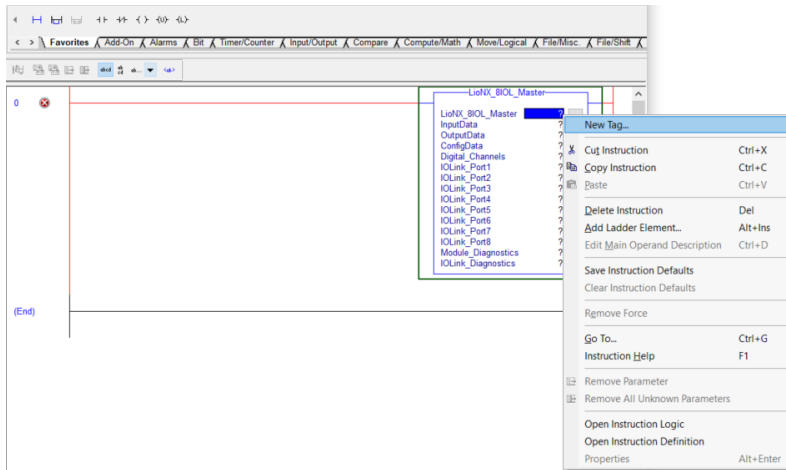 Favorites Add-On Alarms Bit Timer/Counter Input/Output Compare Compute/Math Move/Logical File/Misc. File/Shift
0
LioNX_8IOL_Master
LioNX_8IOL_Master ?
InputData ?
OutputData ?
ConfigData ?
Digital_Channels ?
IOLink_Port1 ?
IOLink_Port2 ?
IOLink_Port3 ?
IOLink_Port4 ?
IOLink_Port5 ?
IOLink_Port6 ?
IOLink_Port7 ?
IOLink_Port8 ?
Module_Diagnostics ?
IOLink_Diagnostics ?
(End)
New Tag...
Cut Instruction Ctrl+X
Copy Instruction Ctrl+C
Paste Ctrl+V
Delete Instruction Del
Add Ladder Element... Alt+Ins
Edit Main Operand Description Ctrl+D
Save Instruction Defaults
Clear Instruction Defaults
Remove Force
Go To... Ctrl+G
Instruction Help F1
Remove Parameter
Remove All Unknown Parameters
Open Instruction Logic
Open Instruction Definition
Properties Alt+Enter